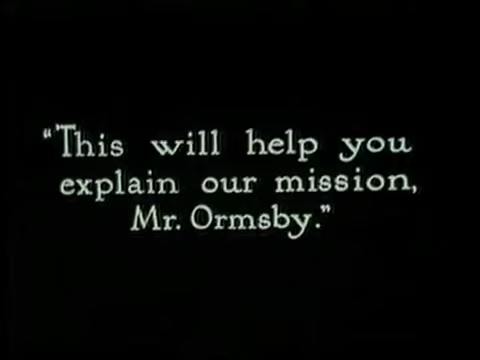 “This will help you
explain our mission,
Mr. Ormsby.”